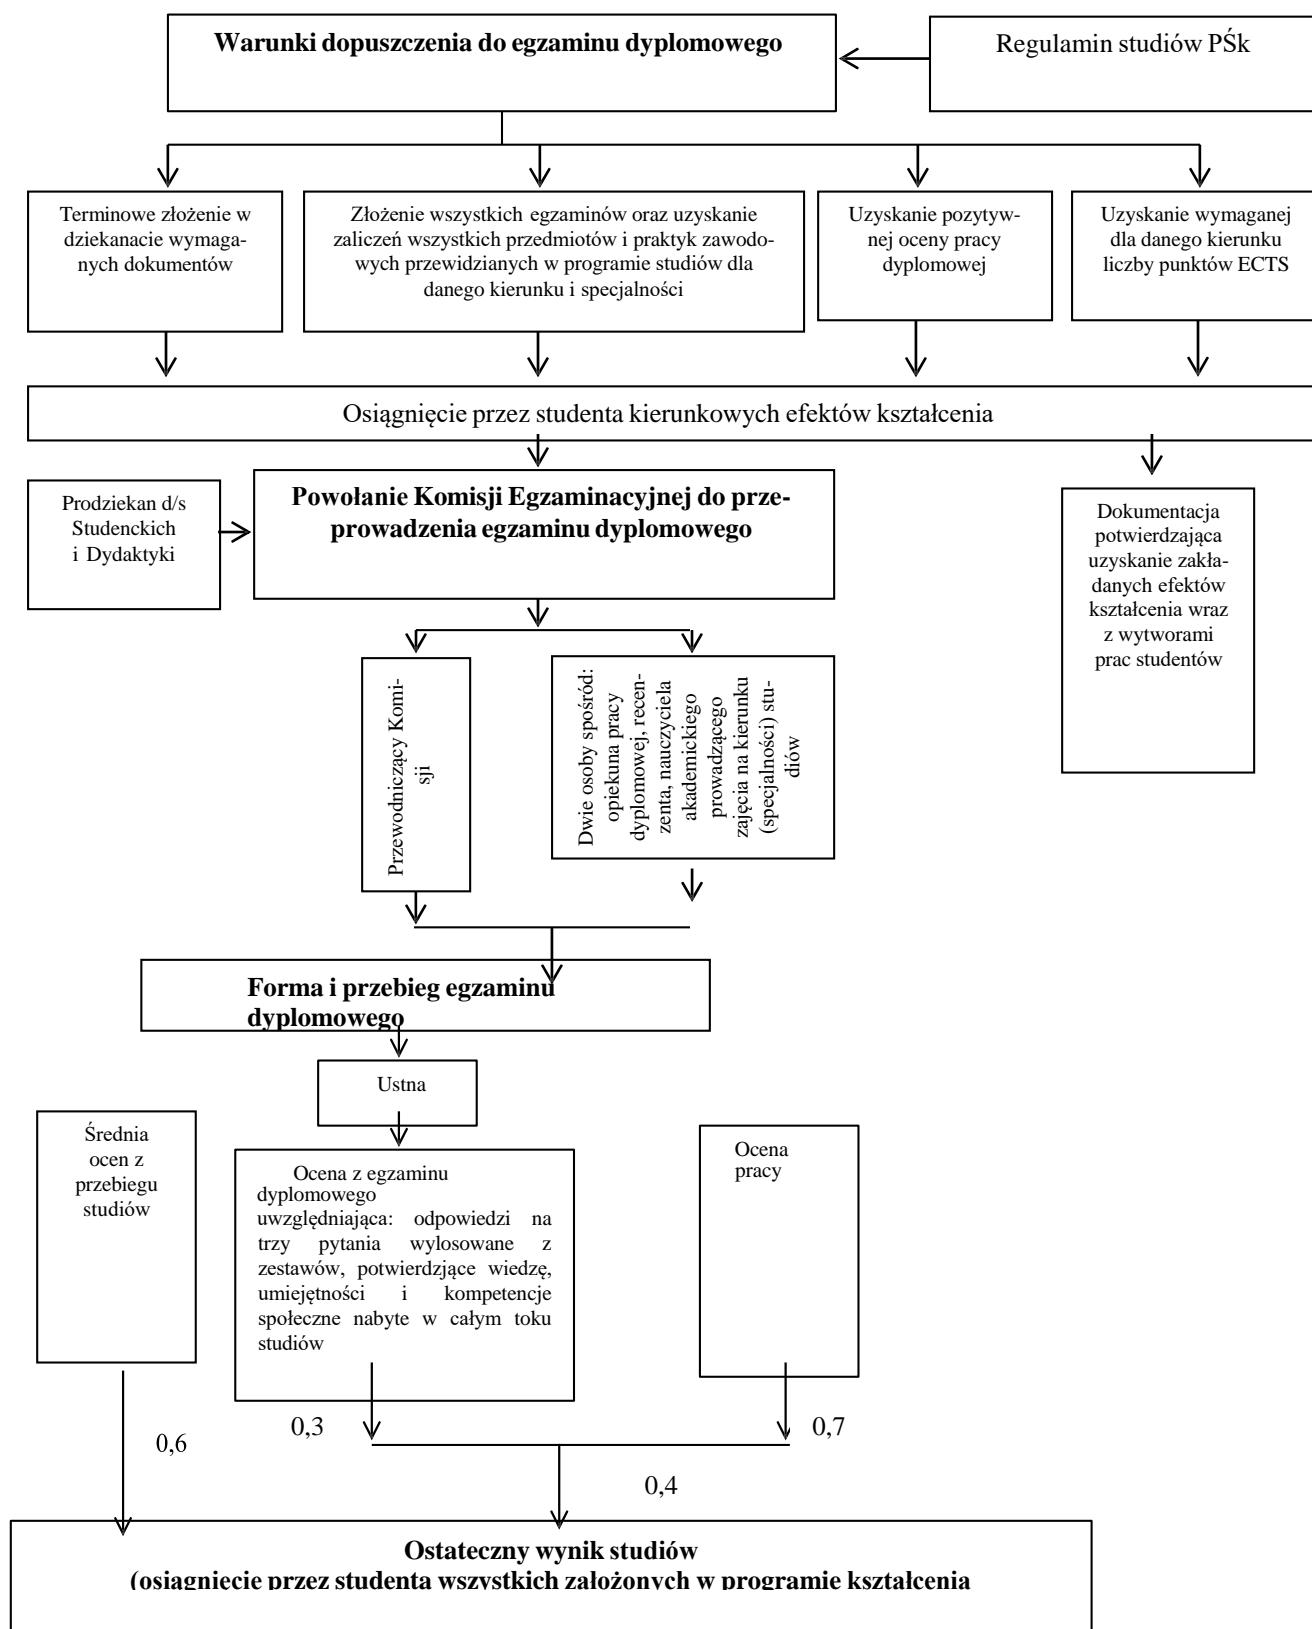 Warunki dopuszczenia do egzaminu dyplomowego
Regulamin studiów PŚk
Terminowe złożenie w
dziekanacie wymaga-
nych dokumentów
Złożenie wszystkich egzaminów oraz uzyskanie
zaliczeń wszystkich przedmiotów i praktyk zawodo-
wych przewidzianych w programie studiów dla
danego kierunku i specjalności
Uzyskanie pozytyw-
nej oceny pracy
dyplomowej
Uzyskanie wymaganej
dla danego kierunku
liczby punktów ECTS
Osiągnięcie przez studenta kierunkowych efektów kształcenia
Prodziekan d/s
Studenckich
i Dydaktyki
Powołanie Komisji Egzaminacyjnej do prze-
prowadzenia egzaminu dyplomowego
Dokumentacja
potwierdzająca
uzyskanie zakła-
danych efektów
kształcenia wraz
z wytworami
prac studentów
Przewodniczący Komi-
sji
Dwie osoby spośród:
opiekuna pracy
dyplomowej, recen-
zenta, nauczyciela
akademickiego
prowadzącego
zajęcia na kierunku
(specjalności) stu-
diów
Forma i przebieg egzaminu
dyplomowego
Ustna
Średnia
ocen z
przebiegu
studiów
Ocena z egzaminu
dyplomowego
uwzględniająca: odpowiedzi na
trzy pytania wylosowane z
zestawów, potwierdzjące wiedzę,
umiejętności i kompetencje
społeczne nabyte w całym toku
studiów
Ocena
pracy
0,6
0,3
0,7
0,4
Ostateczny wynik studiów
(osiągnięcie przez studenta wszystkich założonych w programie kształcenia